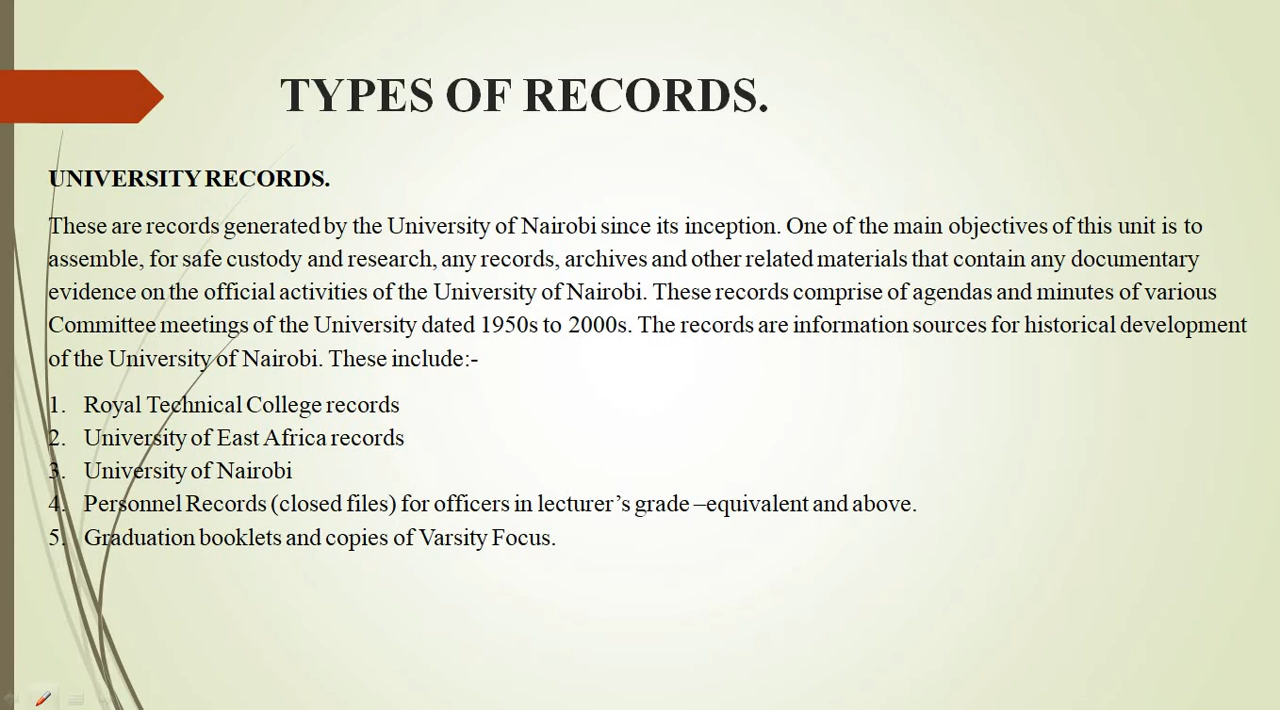 TYPES OF RECORDS.
UNIVERSITY RECORDS.
These are records generated by the University of Nairobi since its inception. One of the main objectives of this unit is to
assemble, for safe custody and research, any records, archives and other related materials that contain any documentary
evidence on the official activities of the University of Nairobi. These records comprise of agendas and minutes of various
Committee meetings of the University dated 1950s to 2000s. The records are information sources for historical development
of the University of Nairobi. These include:-
1. Royal Technical College records
2. University of East Africa records
3. University of Nairobi
4. Personnel Records (closed files) for officers in lecturer’s grade –equivalent and above.
5. Graduation booklets and copies of Varsity Focus.